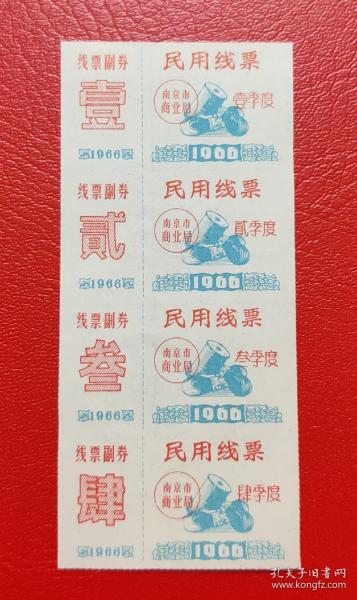 线票副券
壹
1966
民用线票
南京市
商业局
壹季度
1966
线票副券
贰
1966
民用线票
南京市
商业局
贰季度
1966
线票副券
叁
1966
民用线票
南京市
商业局
叁季度
1966
线票副券
肆
1966
民用线票
南京市
商业局
肆季度
1966
孔夫子旧书网
www.kongfz.com